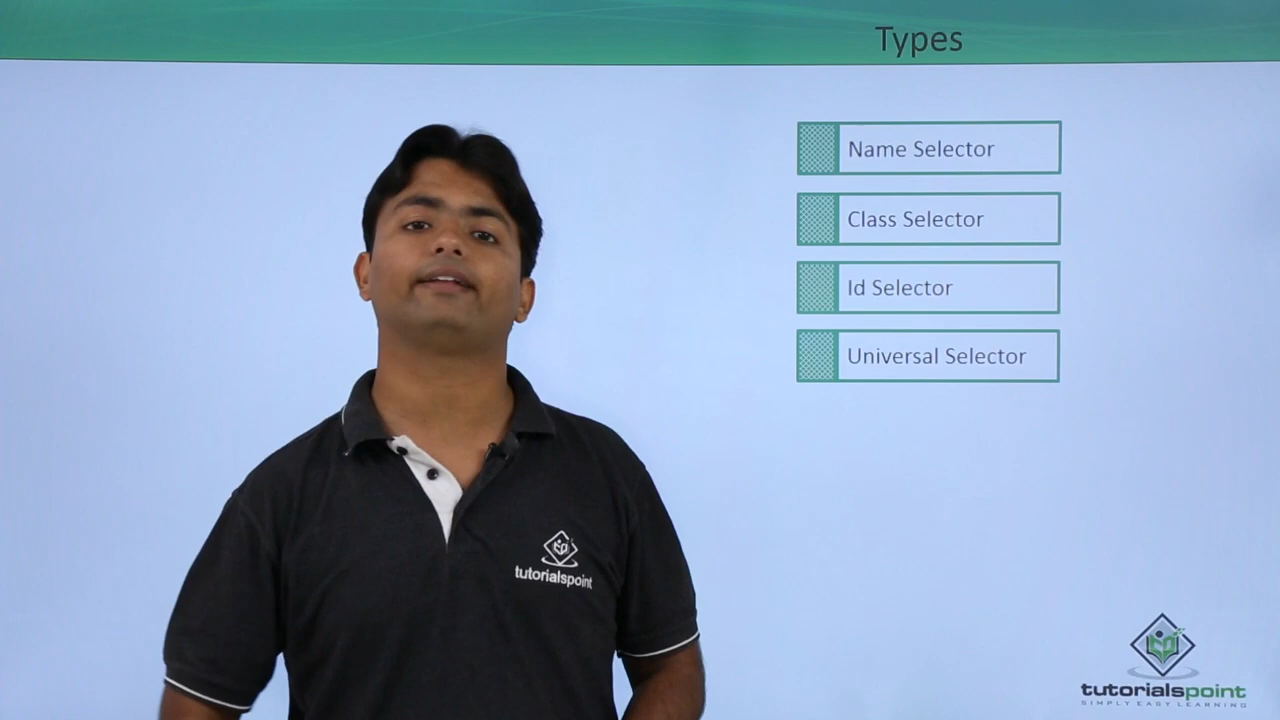 Types
Name Selector
Class Selector
Id Selector
Universal Selector
tutorialspoint
tutorialspoint
SIMPLY EASY LEARNING